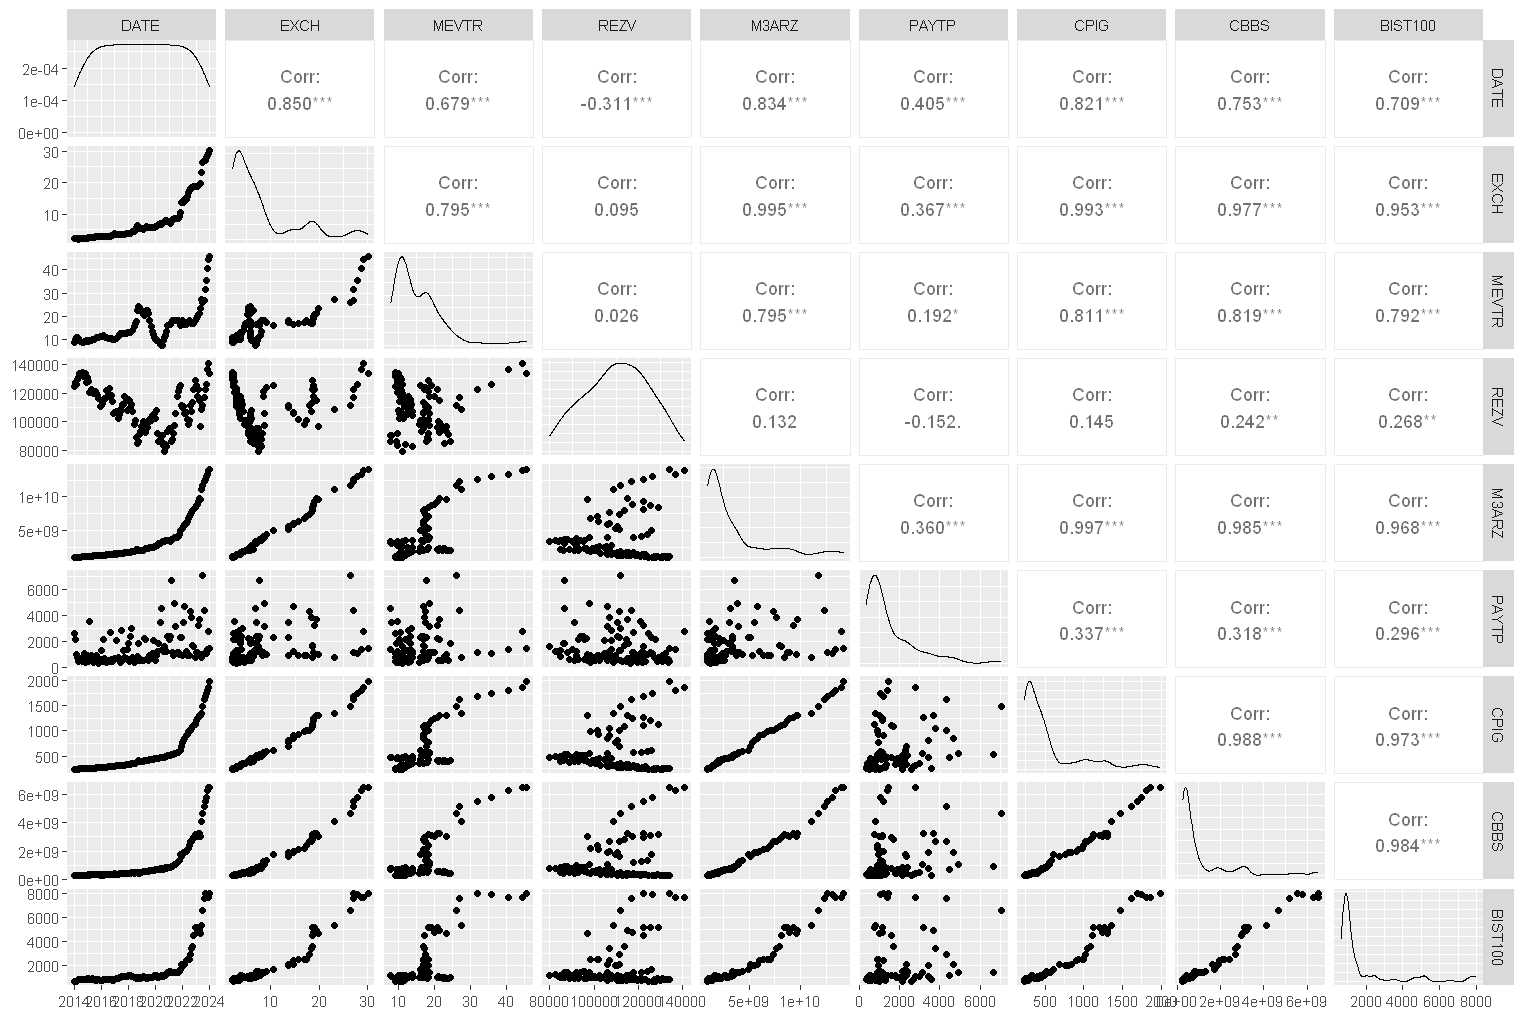 DATE EXCH MEVTR REZV M3ARZ PAYTP CPIG CBBS BIST100
2e-04
1e-04
0e+00
Corr: Corr: Corr: Corr: Corr: Corr: Corr: Corr:
0.850*** 0.679*** -0.311*** 0.834*** 0.405*** 0.821*** 0.753*** 0.709***
DATE
30
20
10
Corr: Corr: Corr: Corr: Corr: Corr: Corr:
0.795*** 0.095 0.995*** 0.367*** 0.993*** 0.977*** 0.953***
EXCH
40
30
20
10
Corr: Corr: Corr: Corr: Corr: Corr:
0.026 0.795*** 0.192* 0.811*** 0.819*** 0.792***
MEVTR
140000
120000
100000
80000
Corr: Corr: Corr: Corr: Corr:
0.132 -0.152. 0.145 0.242** 0.268**
REZV
1e+10
5e+09
Corr: Corr: Corr: Corr:
0.360*** 0.997*** 0.985*** 0.968***
M3ARZ
6000
4000
2000
0
Corr: Corr: Corr:
0.337*** 0.318*** 0.296***
PAYTP
2000
1500
1000
500
Corr: Corr:
0.988*** 0.973***
CPIG
6e+09
4e+09
2e+09
0e+00
Corr:
0.984***
CBBS
8000
6000
4000
2000
BIST100
2014 2016 2018 2020 2022 2024 10 20 30 10 20 30 40 80000 100000 120000 140000 5e+09 1e+10 0 2000 4000 6000 500 1000 1500 2000 0e+00 2e+09 4e+09 6e+09 2000 4000 6000 8000